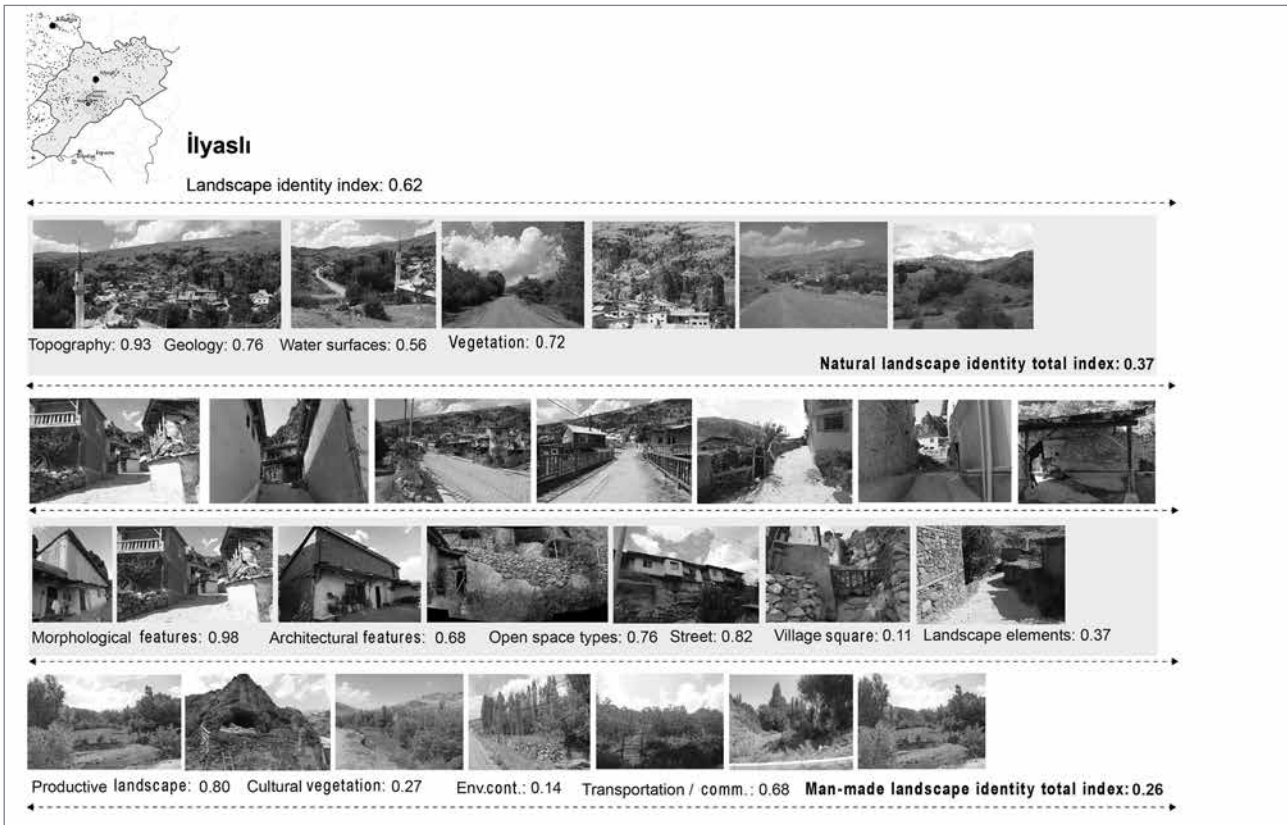 İlyaslı
Landscape identity index: 0.62
Topography: 0.93 Geology: 0.76 Water surfaces: 0.56 Vegetation: 0.72
Natural landscape identity total index: 0.37
Morphological features: 0.98 Architectural features: 0.68 Open space types: 0.76 Street: 0.82 Village square: 0.11 Landscape elements: 0.37
Productive landscape: 0.80 Cultural vegetation: 0.27 Env.cont.: 0.14 Transportation / comm.: 0.68 Man-made landscape identity total index: 0.26